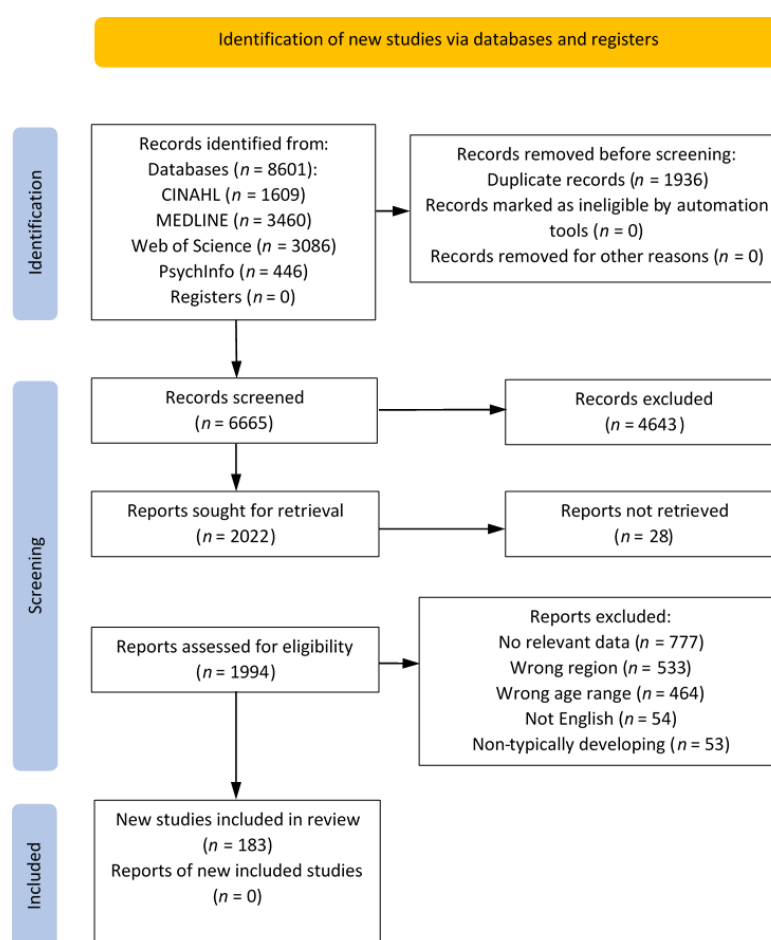 Identification of new studies via databases and registers
Identification
Records identified from:
Databases (n = 8601):
CINAHL (n = 1609)
MEDLINE (n = 3460)
Web of Science (n = 3086)
PsychInfo (n = 446)
Registers (n = 0)
Records removed before screening:
Duplicate records (n = 1936)
Records marked as ineligible by automation
tools (n = 0)
Records removed for other reasons (n = 0)
Screening
Records screened
(n = 6665)
Records excluded
(n = 4643)
Reports sought for retrieval
(n = 2022)
Reports not retrieved
(n = 28)
Reports assessed for eligibility
(n = 1994)
Reports excluded:
No relevant data (n = 777)
Wrong region (n = 533)
Wrong age range (n = 464)
Not English (n = 54)
Non-typically developing (n = 53)
Included
New studies included in review
(n = 183)
Reports of new included studies
(n = 0)